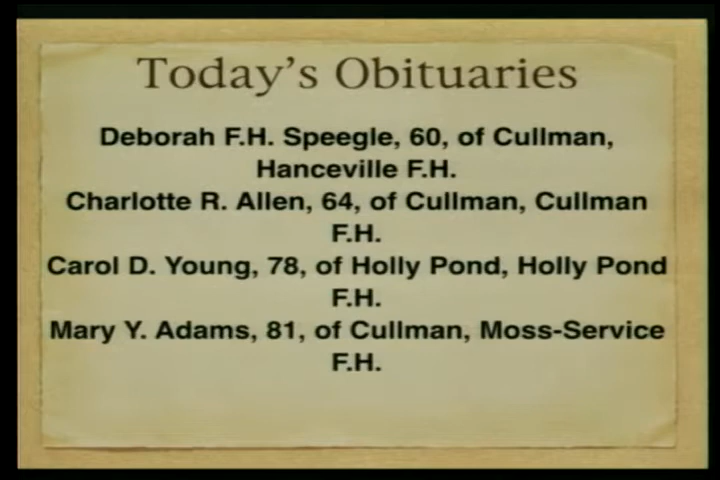 Today's Obituaries
Deborah F.H. Speegle, 60, of Cullman,
Hanceville F.H.
Charlotte R. Allen, 64, of Cullman, Cullman
F.H.
Carol D. Young, 78, of Holly Pond, Holly Pond
F.H.
Mary Y. Adams, 81, of Cullman, Moss-Service
F.H.